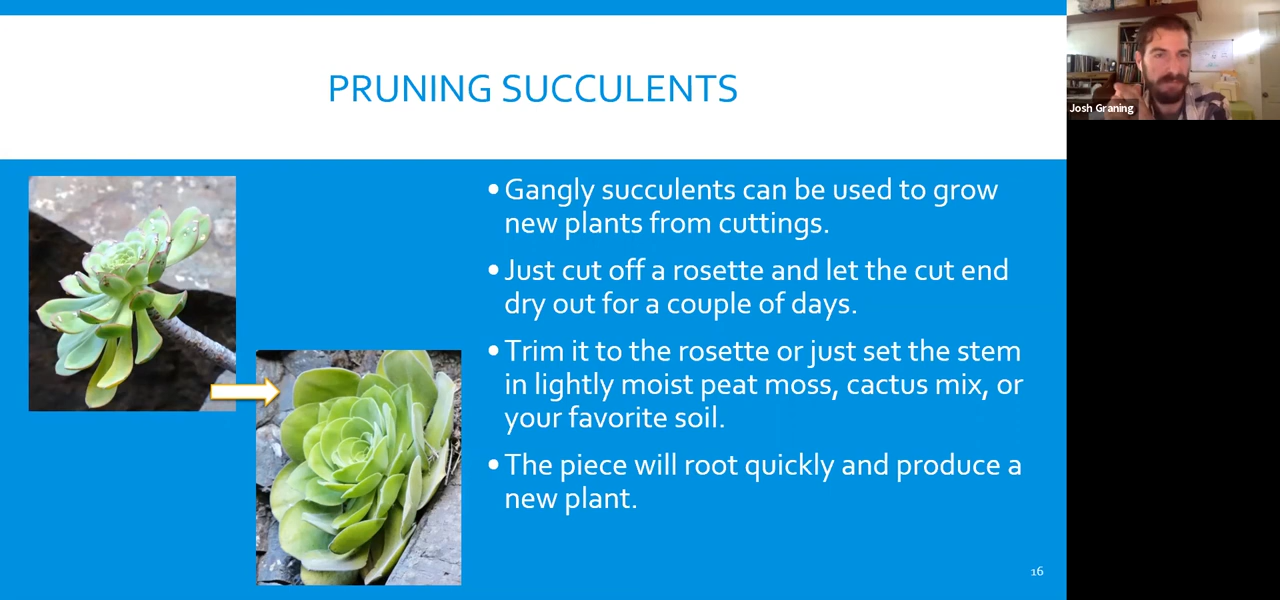 PRUNING SUCCULENTS
• Gangly succulents can be used to grow
new plants from cuttings.
• Just cut off a rosette and let the cut end
dry out for a couple of days.
• Trim it to the rosette or just set the stem
in lightly moist peat moss, cactus mix, or
your favorite soil.
• The piece will root quickly and produce a
new plant.
16
Josh Graning